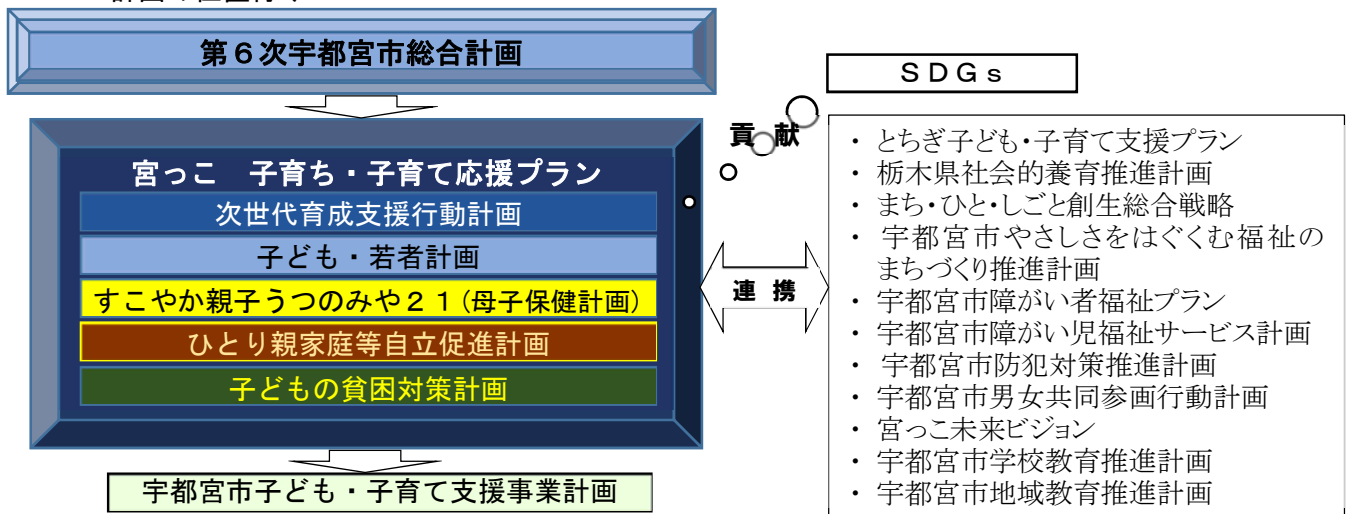 計画の位置付け
第６次宇都宮市総合計画
宮っこ　子育ち・子育て応援プラン
次世代育成支援行動計画
子ども・若者計画
すこやか親子うつのみや２１(母子保健計画)
ひとり親家庭等自立促進計画
子どもの貧困対策計画
宇都宮市子ども・子育て支援事業計画
貢献
連携
ＳＤＧｓ
・ とちぎ子ども・子育て支援プラン
・ 栃木県社会的養育推進計画
・ まち・ひと・しごと創生総合戦略
・ 宇都宮市やさしさをはぐくむ福祉の
まちづくり推進計画
・ 宇都宮市障がい者福祉プラン
・ 宇都宮市障がい児福祉サービス計画
・ 宇都宮市防犯対策推進計画
・ 宇都宮市男女共同参画行動計画
・ 宮っこ未来ビジョン
・ 宇都宮市学校教育推進計画
・ 宇都宮市地域教育推進計画